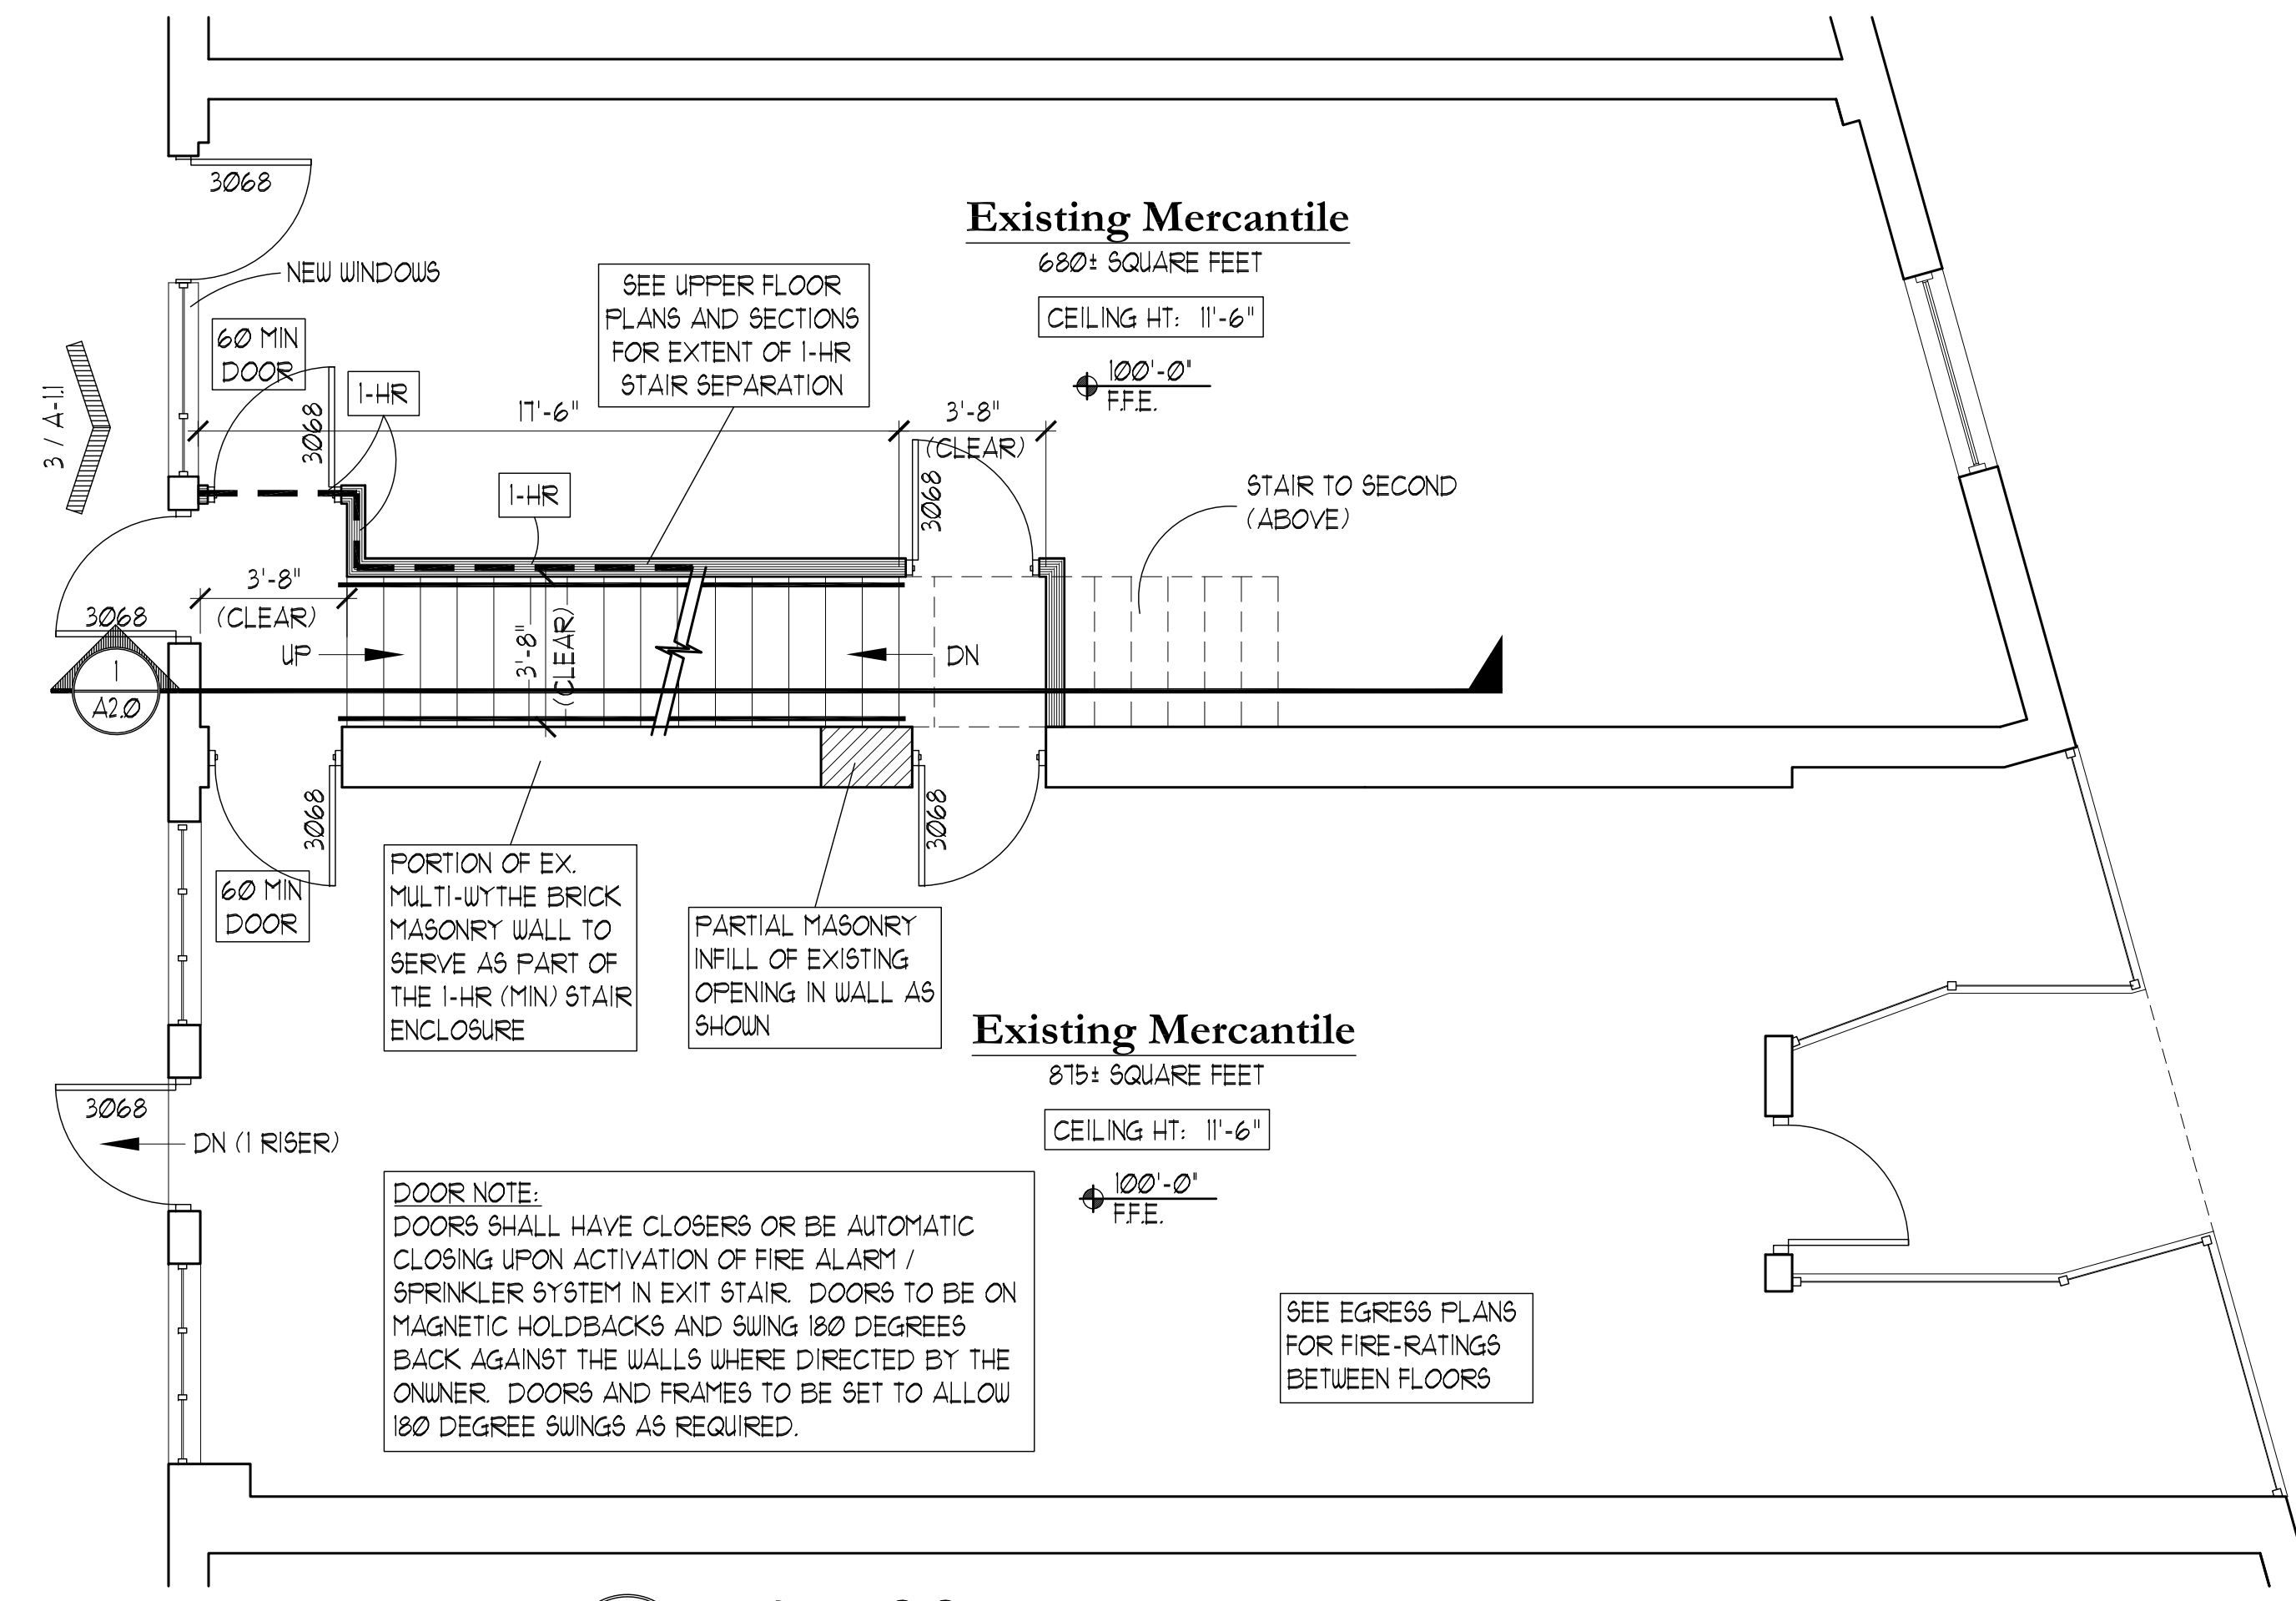 3068
Existing Mercantile
680± SQUARE FEET
CEILING HT: 11'-6"
100'-0"
F.F.E.
NEW WINDOWS
SEE UPPER FLOOR
PLANS AND SECTIONS
FOR EXTENT OF 1-HR
STAIR SEPARATION
60 MIN
DOOR
1-HR
3 / A-1.1
3068
17'-6"
3'-8"
(CLEAR)
3068
1-HR
STAIR TO SECOND
(ABOVE)
3'-8"
(CLEAR)
3068
UP
3'-8"
(CLEAR)
DN
1
A2.0
3068
3068
60 MIN
DOOR
PORTION OF EX.
MULTI-WYTHE BRICK
MASONRY WALL TO
SERVE AS PART OF
THE 1-HR (MIN) STAIR
ENCLOSURE
PARTIAL MASONRY
INFILL OF EXISTING
OPENING IN WALL AS
SHOWN
Existing Mercantile
875± SQUARE FEET
CEILING HT: 11'-6"
100'-0"
F.F.E.
3068
DN (1 RISER)
DOOR NOTE:
DOORS SHALL HAVE CLOSERS OR BE AUTOMATIC
CLOSING UPON ACTIVATION OF FIRE ALARM /
SPRINKLER SYSTEM IN EXIT STAIR. DOORS TO BE ON
MAGNETIC HOLDBACKS AND SWING 180 DEGREES
BACK AGAINST THE WALLS WHERE DIRECTED BY THE
ONWNER. DOORS AND FRAMES TO BE SET TO ALLOW
180 DEGREE SWINGS AS REQUIRED.
SEE EGRESS PLANS
FOR FIRE-RATINGS
BETWEEN FLOORS